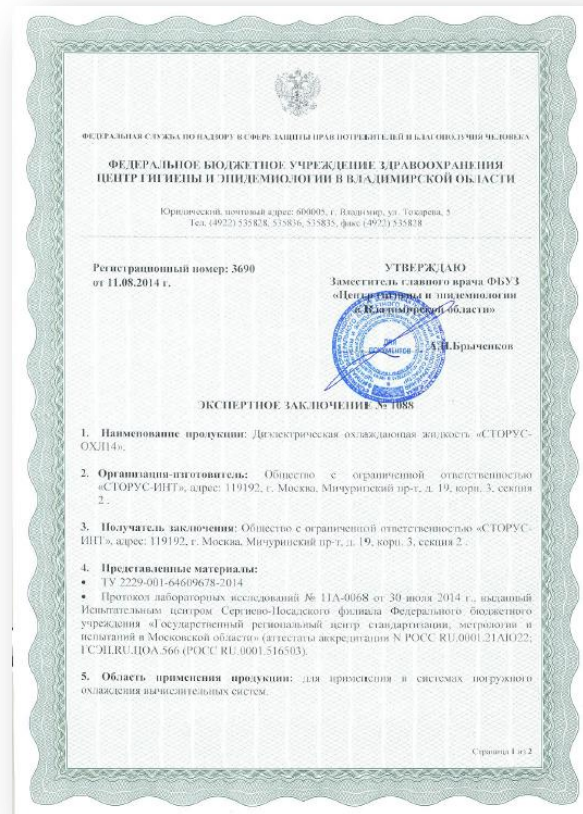 ФЕДЕРАЛЬНАЯ СЛУЖБА ПО НАДЗОРУ В СФЕРЕ ЗАЩИТЫ ПРАВ ПОТРЕБИТЕЛЕЙ И БЛАГОПОЛУЧИЯ ЧЕЛОВЕКА
ФЕДЕРАЛЬНОЕ БЮДЖЕТНОЕ УЧРЕЖДЕНИЕ ЗДРАВООХРАНЕНИЯ
ЦЕНТР ГИГИЕНЫ И ЭПИДЕМИОЛОГИИ В ВЛАДИМИРСКОЙ ОБЛАСТИ
Юридический, почтовый адрес: 600005, г. Владимир, ул. Токарева, 5
Тел. (4922) 535828, 535836, 535835, факс (4922) 535828
Регистрационный номер: 3690
от 11.08.2014 г.
УТВЕРЖДАЮ
Заместитель главного врача ФБУЗ
«Центр гигиены и эпидемиологии
в Владимирской области»
А.Н.Брыченков
ДЛЯ
ДОКУМЕНТОВ
ЭКСПЕРТНОЕ ЗАКЛЮЧЕНИЕ № 1088
1. Наименование продукции: Диэлектрическая охлаждающая жидкость «СТОРУС-
ОХЛ14».
2. Организация-изготовитель: Общество с ограниченной ответственностью
«СТОРУС-ИНТ», адрес: 119192, г. Москва, Мичуринский пр-т, д. 19, корп. 3, секция
2 .
3. Получатель заключения: Общество с ограниченной ответственностью «СТОРУС-
ИНТ», адрес: 119192, г. Москва, Мичуринский пр-т, д. 19, корп. 3, секция 2 .
4. Представленные материалы:
• ТУ 2229-001-64609678-2014
• Протокол лабораторных исследований № 11А-0068 от 30 июля 2014 г., выданный
Испытательным центром Сергиево-Посадского филиала Федерального бюджетного
учреждения «Государственный региональный центр стандартизации, метрологии и
испытаний в Московской области» (аттестаты аккредитации N РОСС RU.0001.21АЮ22;
ГСЭН.RU.ЦОА.566 (РОСС RU.0001.516503).
5. Область применения продукции: для применения в системах погружного
охлаждения вычислительных систем.
Страница 1 из 2